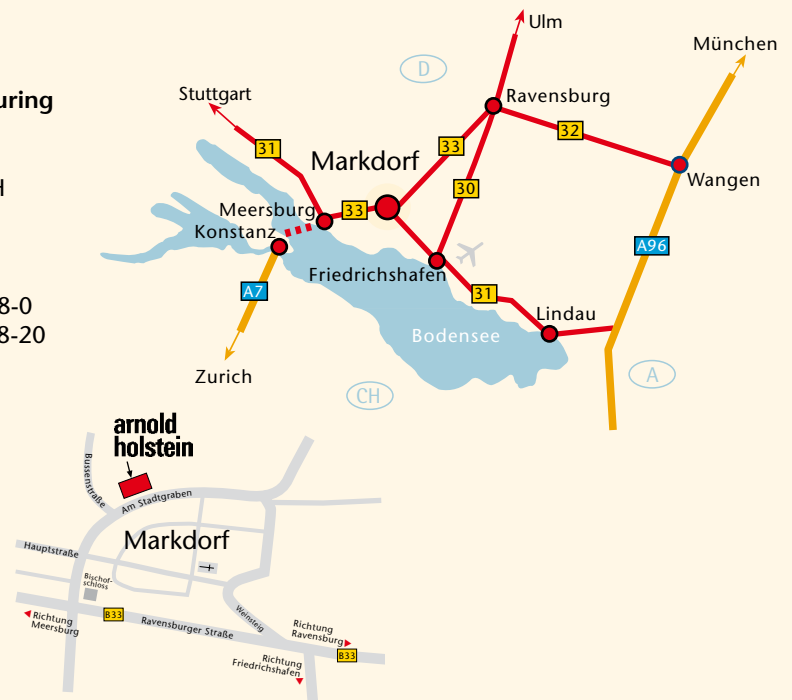 Ulm
München
D
uring
Stuttgart
Ravensburg
31
33
32
Markdorf
H
30
Wangen
Meersburg
33
Konstanz
A96
Friedrichshafen
A7
31
8-0
Lindau
8-20
Bodensee
Zurich
A
CH
arnold
holstein
Bussenstraße
Am Stadtgraben
Markdorf
Hauptstraße
Bischof-
schloss
B33
Richtung
Meersburg
Ravensburger Straße
Weinsteig
Richtung
Ravensburg
B33
Richtung
Friedrichshafen